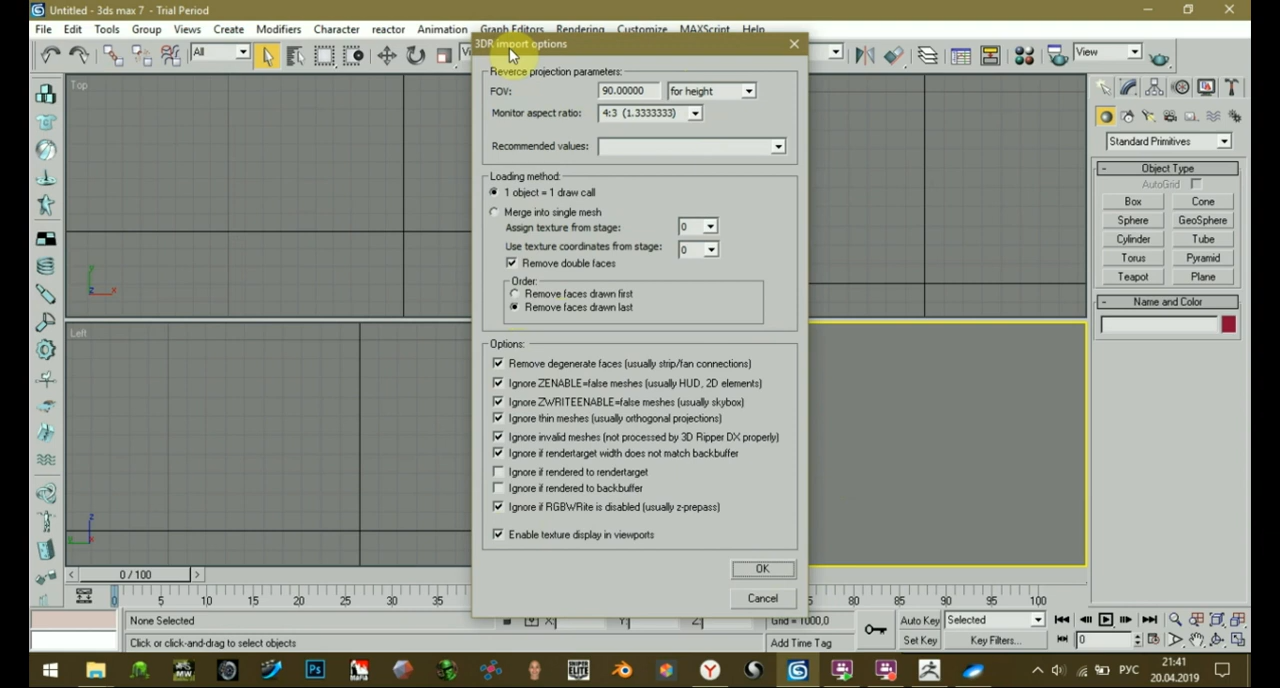 Untitled - 3ds max 7 - Trial Period
File Edit Tools Group Views Create Modifiers Character reactor Animation Graph Editors Rendering Customize MAXScript Help
All
View
3DR import options
Reverce projection parameters:
FOV: 90.00000 for height
Monitor aspect ratio: 4:3 (1.3333333)
Recommended values:
Loading method:
1 object = 1 draw call
Merge into single mesh
Assign texture from stage: 0
Use texture coordinates from stage: 0
Remove double faces
Order:
Remove faces drawn first
Remove faces drawn last
Options:
Remove degenerate faces (usually strip/fan connections)
Ignore ZENABLE=false meshes (usually HUD, 2D elements)
Ignore ZWRITEENABLE=false meshes (usually skybox)
Ignore thin meshes (usually orthogonal projections)
Ignore invalid meshes (not processed by 3D Ripper DX properly)
Ignore if rendertarget width does not match backbuffer
Ignore if rendered to rendertarget
Ignore if rendered to backbuffer
Ignore if RGBWRite is disabled (usually z-prepass)
Enable texture display in viewports
OK
Cancel
Top
Left
Standard Primitives
- Object Type
AutoGrid
Box Cone
Sphere GeoSphere
Cylinder Tube
Torus Pyramid
Teapot Plane
- Name and Color
< 0 / 100 >
0 5 10 15 20 25 30 35 80 85 90 95 100
None Selected X: Y: Z: Grid = 1000,0
Click or click-and-drag to select objects
Add Time Tag
Auto Key Selected
Set Key Key Filters...
0
РУС
21:41
20.04.2019